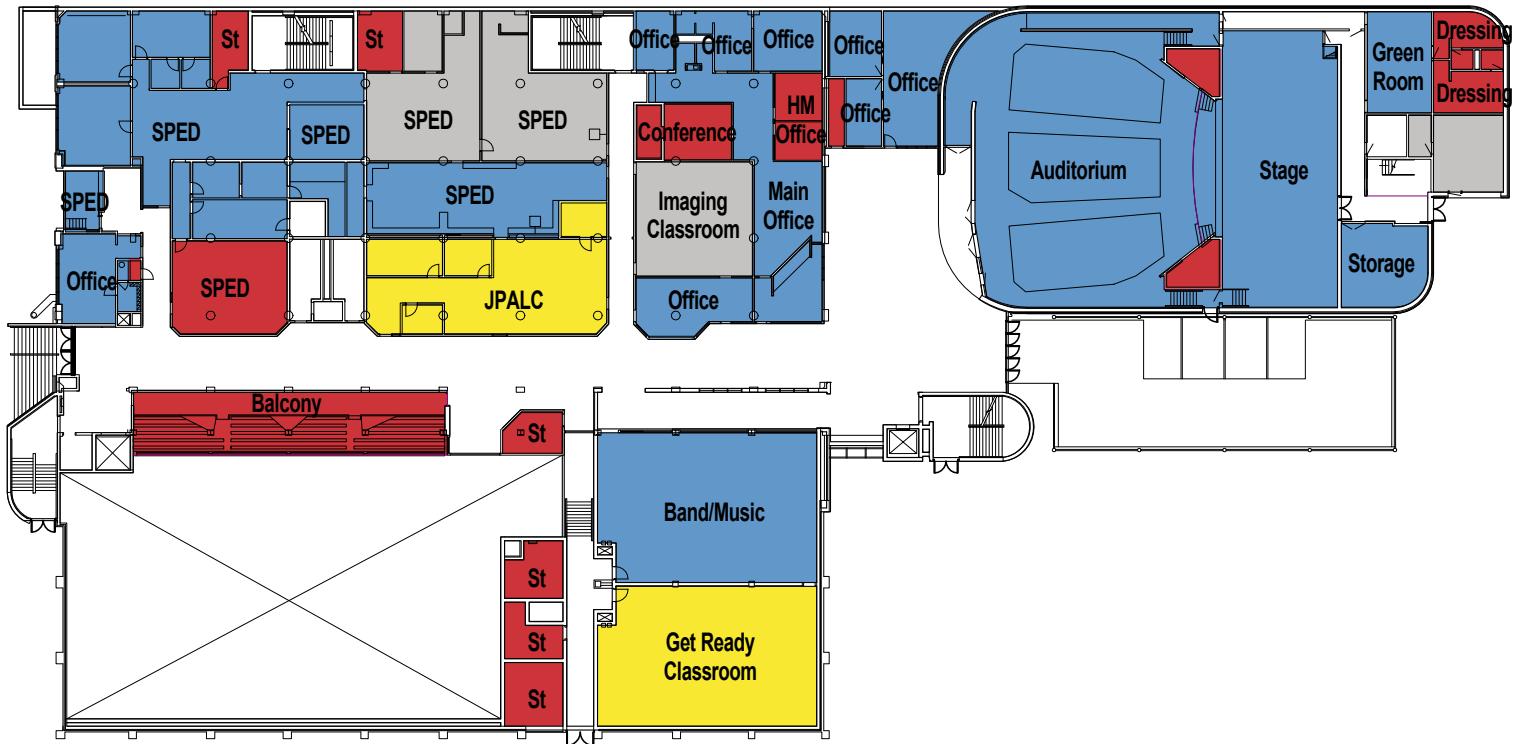 St
St
Office
Office
Office
Office
Office
Dressing
Green
Room
Dressing
SPED
SPED
SPED
SPED
HM
Office
Office
Conference
Auditorium
Stage
SPED
SPED
Imaging
Classroom
Main
Office
Office
SPED
JPALC
Office
Storage
Balcony
St
Band/Music
St
St
Get Ready
Classroom
St